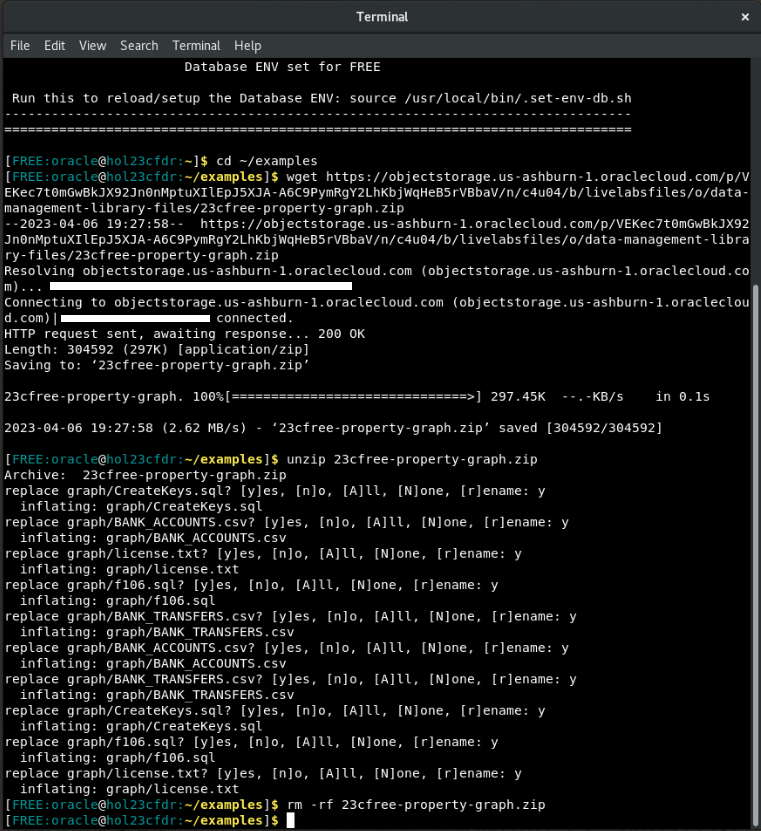 Terminal
×
File Edit View Search Terminal Help
Database ENV set for FREE
Run this to reload/setup the Database ENV: source /usr/local/bin/.set-env-db.sh
--------------------------------------------------------------------------------
================================================================================
[FREE:oracle@hol23cfdr:~]$ cd ~/examples
[FREE:oracle@hol23cfdr:~/examples]$ wget https://objectstorage.us-ashburn-1.oraclecloud.com/p/V
EKec7t0mGwBkJX92Jn0nMptuXIlEpJ5XJA-A6C9PymRgY2LhKbjWqHeB5rVBbaV/n/c4u04/b/livelabsfiles/o/data-
management-library-files/23cfree-property-graph.zip
--2023-04-06 19:27:58--  https://objectstorage.us-ashburn-1.oraclecloud.com/p/VEKec7t0mGwBkJX92
Jn0nMptuXIlEpJ5XJA-A6C9PymRgY2LhKbjWqHeB5rVBbaV/n/c4u04/b/livelabsfiles/o/data-management-libra
ry-files/23cfree-property-graph.zip
Resolving objectstorage.us-ashburn-1.oraclecloud.com (objectstorage.us-ashburn-1.oraclecloud.co
m)...
Connecting to objectstorage.us-ashburn-1.oraclecloud.com (objectstorage.us-ashburn-1.oracleclou
d.com)| connected.
HTTP request sent, awaiting response... 200 OK
Length: 304592 (297K) [application/zip]
Saving to: ‘23cfree-property-graph.zip’
23cfree-property-graph. 100%[==============================>] 297.45K  --.-KB/s    in 0.1s
2023-04-06 19:27:58 (2.62 MB/s) - ‘23cfree-property-graph.zip’ saved [304592/304592]
[FREE:oracle@hol23cfdr:~/examples]$ unzip 23cfree-property-graph.zip
Archive:  23cfree-property-graph.zip
replace graph/CreateKeys.sql? [y]es, [n]o, [A]ll, [N]one, [r]ename: y
  inflating: graph/CreateKeys.sql
replace graph/BANK_ACCOUNTS.csv? [y]es, [n]o, [A]ll, [N]one, [r]ename: y
  inflating: graph/BANK_ACCOUNTS.csv
replace graph/license.txt? [y]es, [n]o, [A]ll, [N]one, [r]ename: y
  inflating: graph/license.txt
replace graph/f106.sql? [y]es, [n]o, [A]ll, [N]one, [r]ename: y
  inflating: graph/f106.sql
replace graph/BANK_TRANSFERS.csv? [y]es, [n]o, [A]ll, [N]one, [r]ename: y
  inflating: graph/BANK_TRANSFERS.csv
replace graph/BANK_ACCOUNTS.csv? [y]es, [n]o, [A]ll, [N]one, [r]ename: y
  inflating: graph/BANK_ACCOUNTS.csv
replace graph/BANK_TRANSFERS.csv? [y]es, [n]o, [A]ll, [N]one, [r]ename: y
  inflating: graph/BANK_TRANSFERS.csv
replace graph/CreateKeys.sql? [y]es, [n]o, [A]ll, [N]one, [r]ename: y
  inflating: graph/CreateKeys.sql
replace graph/f106.sql? [y]es, [n]o, [A]ll, [N]one, [r]ename: y
  inflating: graph/f106.sql
replace graph/license.txt? [y]es, [n]o, [A]ll, [N]one, [r]ename: y
  inflating: graph/license.txt
[FREE:oracle@hol23cfdr:~/examples]$ rm -rf 23cfree-property-graph.zip
[FREE:oracle@hol23cfdr:~/examples]$